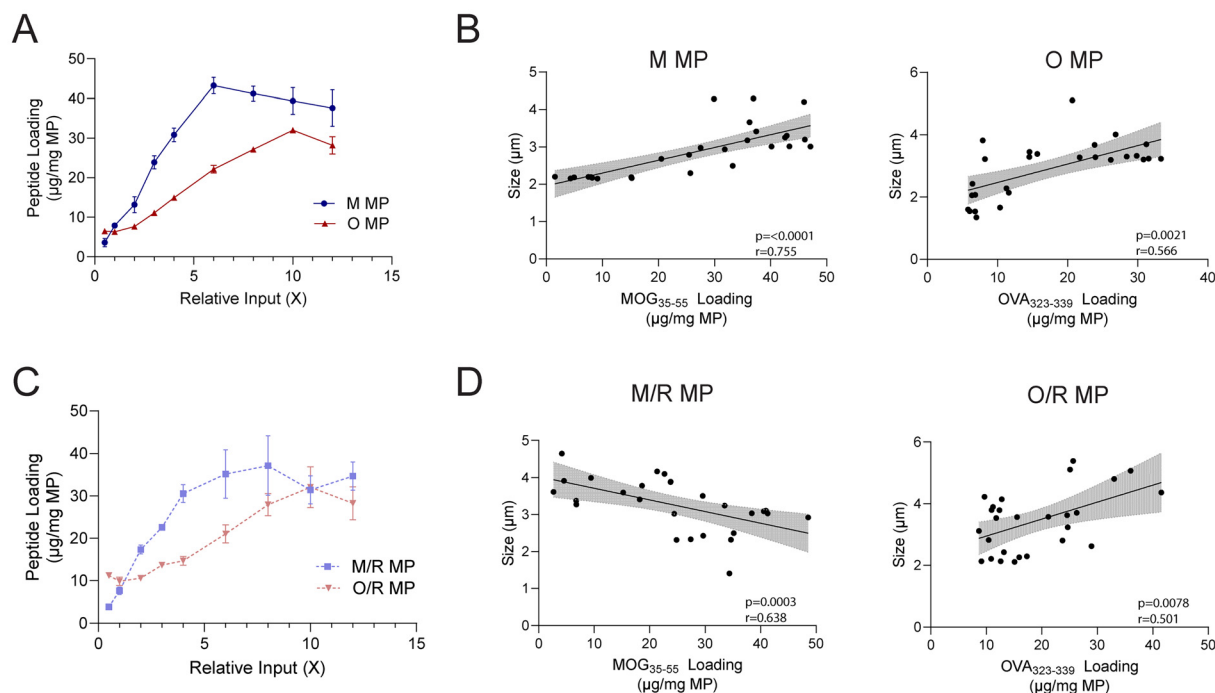 A
50
40
30
20
10
0
0
5
10
15
Peptide Loading
(µg/mg MP)
Relative Input (X)
M MP
O MP
B
M MP
5
4
3
2
1
0
0
10
20
30
40
50
Size (µm)
MOG35-55 Loading
(µg/mg MP)
p=<0.0001
r=0.755
O MP
6
4
2
0
0
10
20
30
40
Size (µm)
OVA323-339 Loading
(µg/mg MP)
p=0.0021
r=0.566
C
50
40
30
20
10
0
0
5
10
15
Peptide Loading
(µg/mg MP)
Relative Input (X)
M/R MP
O/R MP
D
M/R MP
5
4
3
2
1
0
0
10
20
30
40
50
Size (µm)
MOG35-55 Loading
(µg/mg MP)
p=0.0003
r=0.638
O/R MP
6
4
2
0
0
10
20
30
40
50
Size (µm)
OVA323-339 Loading
(µg/mg MP)
p=0.0078
r=0.501